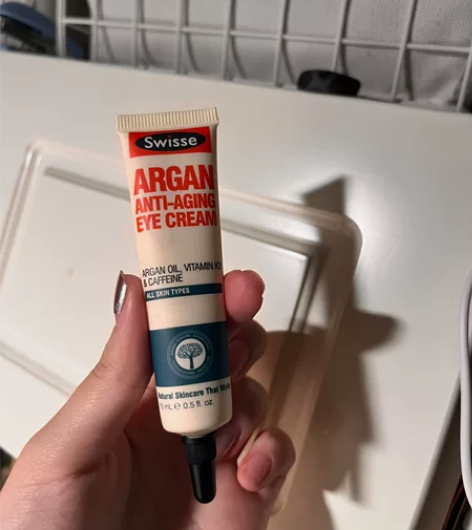 Swisse
ARGAN
ANTI-AGING
EYE CREAM
ARGAN OIL, VITAMIN
& CAFFEINE
ALL SKIN TYPES
Natural Skincare That
mL ℮ 0.5 fl. oz.